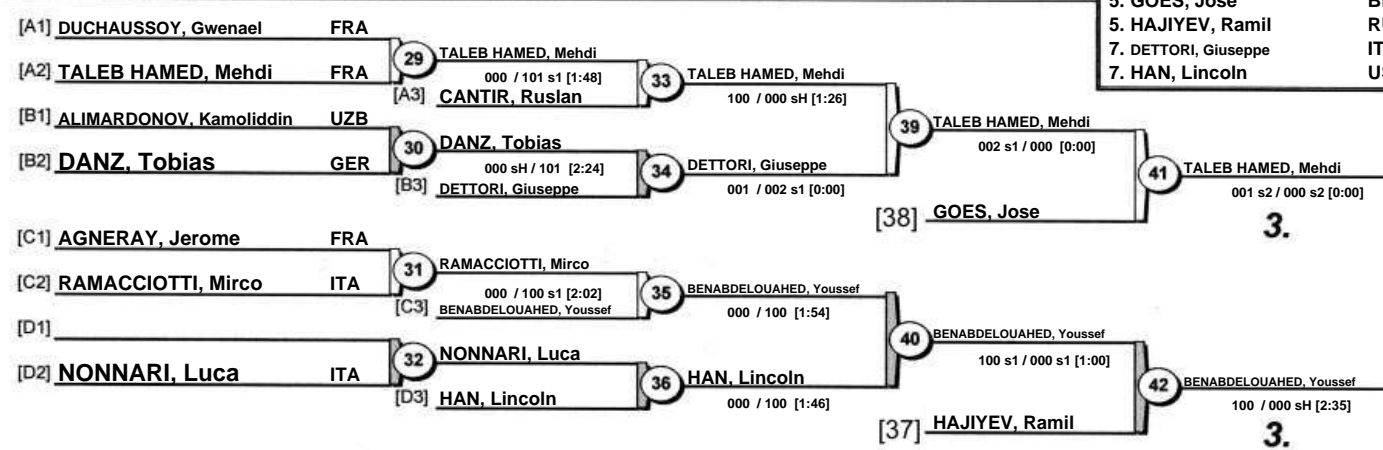 5. GOES, Jose
5. HAJIYEV, Ramil
7. DETTORI, Giuseppe
7. HAN, Lincoln
[A1] DUCHAUSSOY, Gwenael FRA
29
TALEB HAMED, Mehdi
000 / 101 s1 [1:48]
[A2] TALEB HAMED, Mehdi FRA
[A3] CANTIR, Ruslan
33
TALEB HAMED, Mehdi
100 / 000 sH [1:26]
[B1] ALIMARDONOV, Kamoliddin UZB
30
DANZ, Tobias
000 sH / 101 [2:24]
[B2] DANZ, Tobias GER
[B3] DETTORI, Giuseppe
34
DETTORI, Giuseppe
001 / 002 s1 [0:00]
39
TALEB HAMED, Mehdi
002 s1 / 000 [0:00]
[38] GOES, Jose
41
TALEB HAMED, Mehdi
001 s2 / 000 s2 [0:00]
3.
[C1] AGNERAY, Jerome FRA
31
RAMACCIOTTI, Mirco
000 / 100 s1 [2:02]
[C2] RAMACCIOTTI, Mirco ITA
[C3] BENABDELOUAHED, Youssef
35
BENABDELOUAHED, Youssef
000 / 100 [1:54]
[D1]
32
NONNARI, Luca
[D2] NONNARI, Luca ITA
[D3] HAN, Lincoln
36
HAN, Lincoln
000 / 100 [1:46]
40
BENABDELOUAHED, Youssef
100 s1 / 000 s1 [1:00]
[37] HAJIYEV, Ramil
42
BENABDELOUAHED, Youssef
100 / 000 sH [2:35]
3.